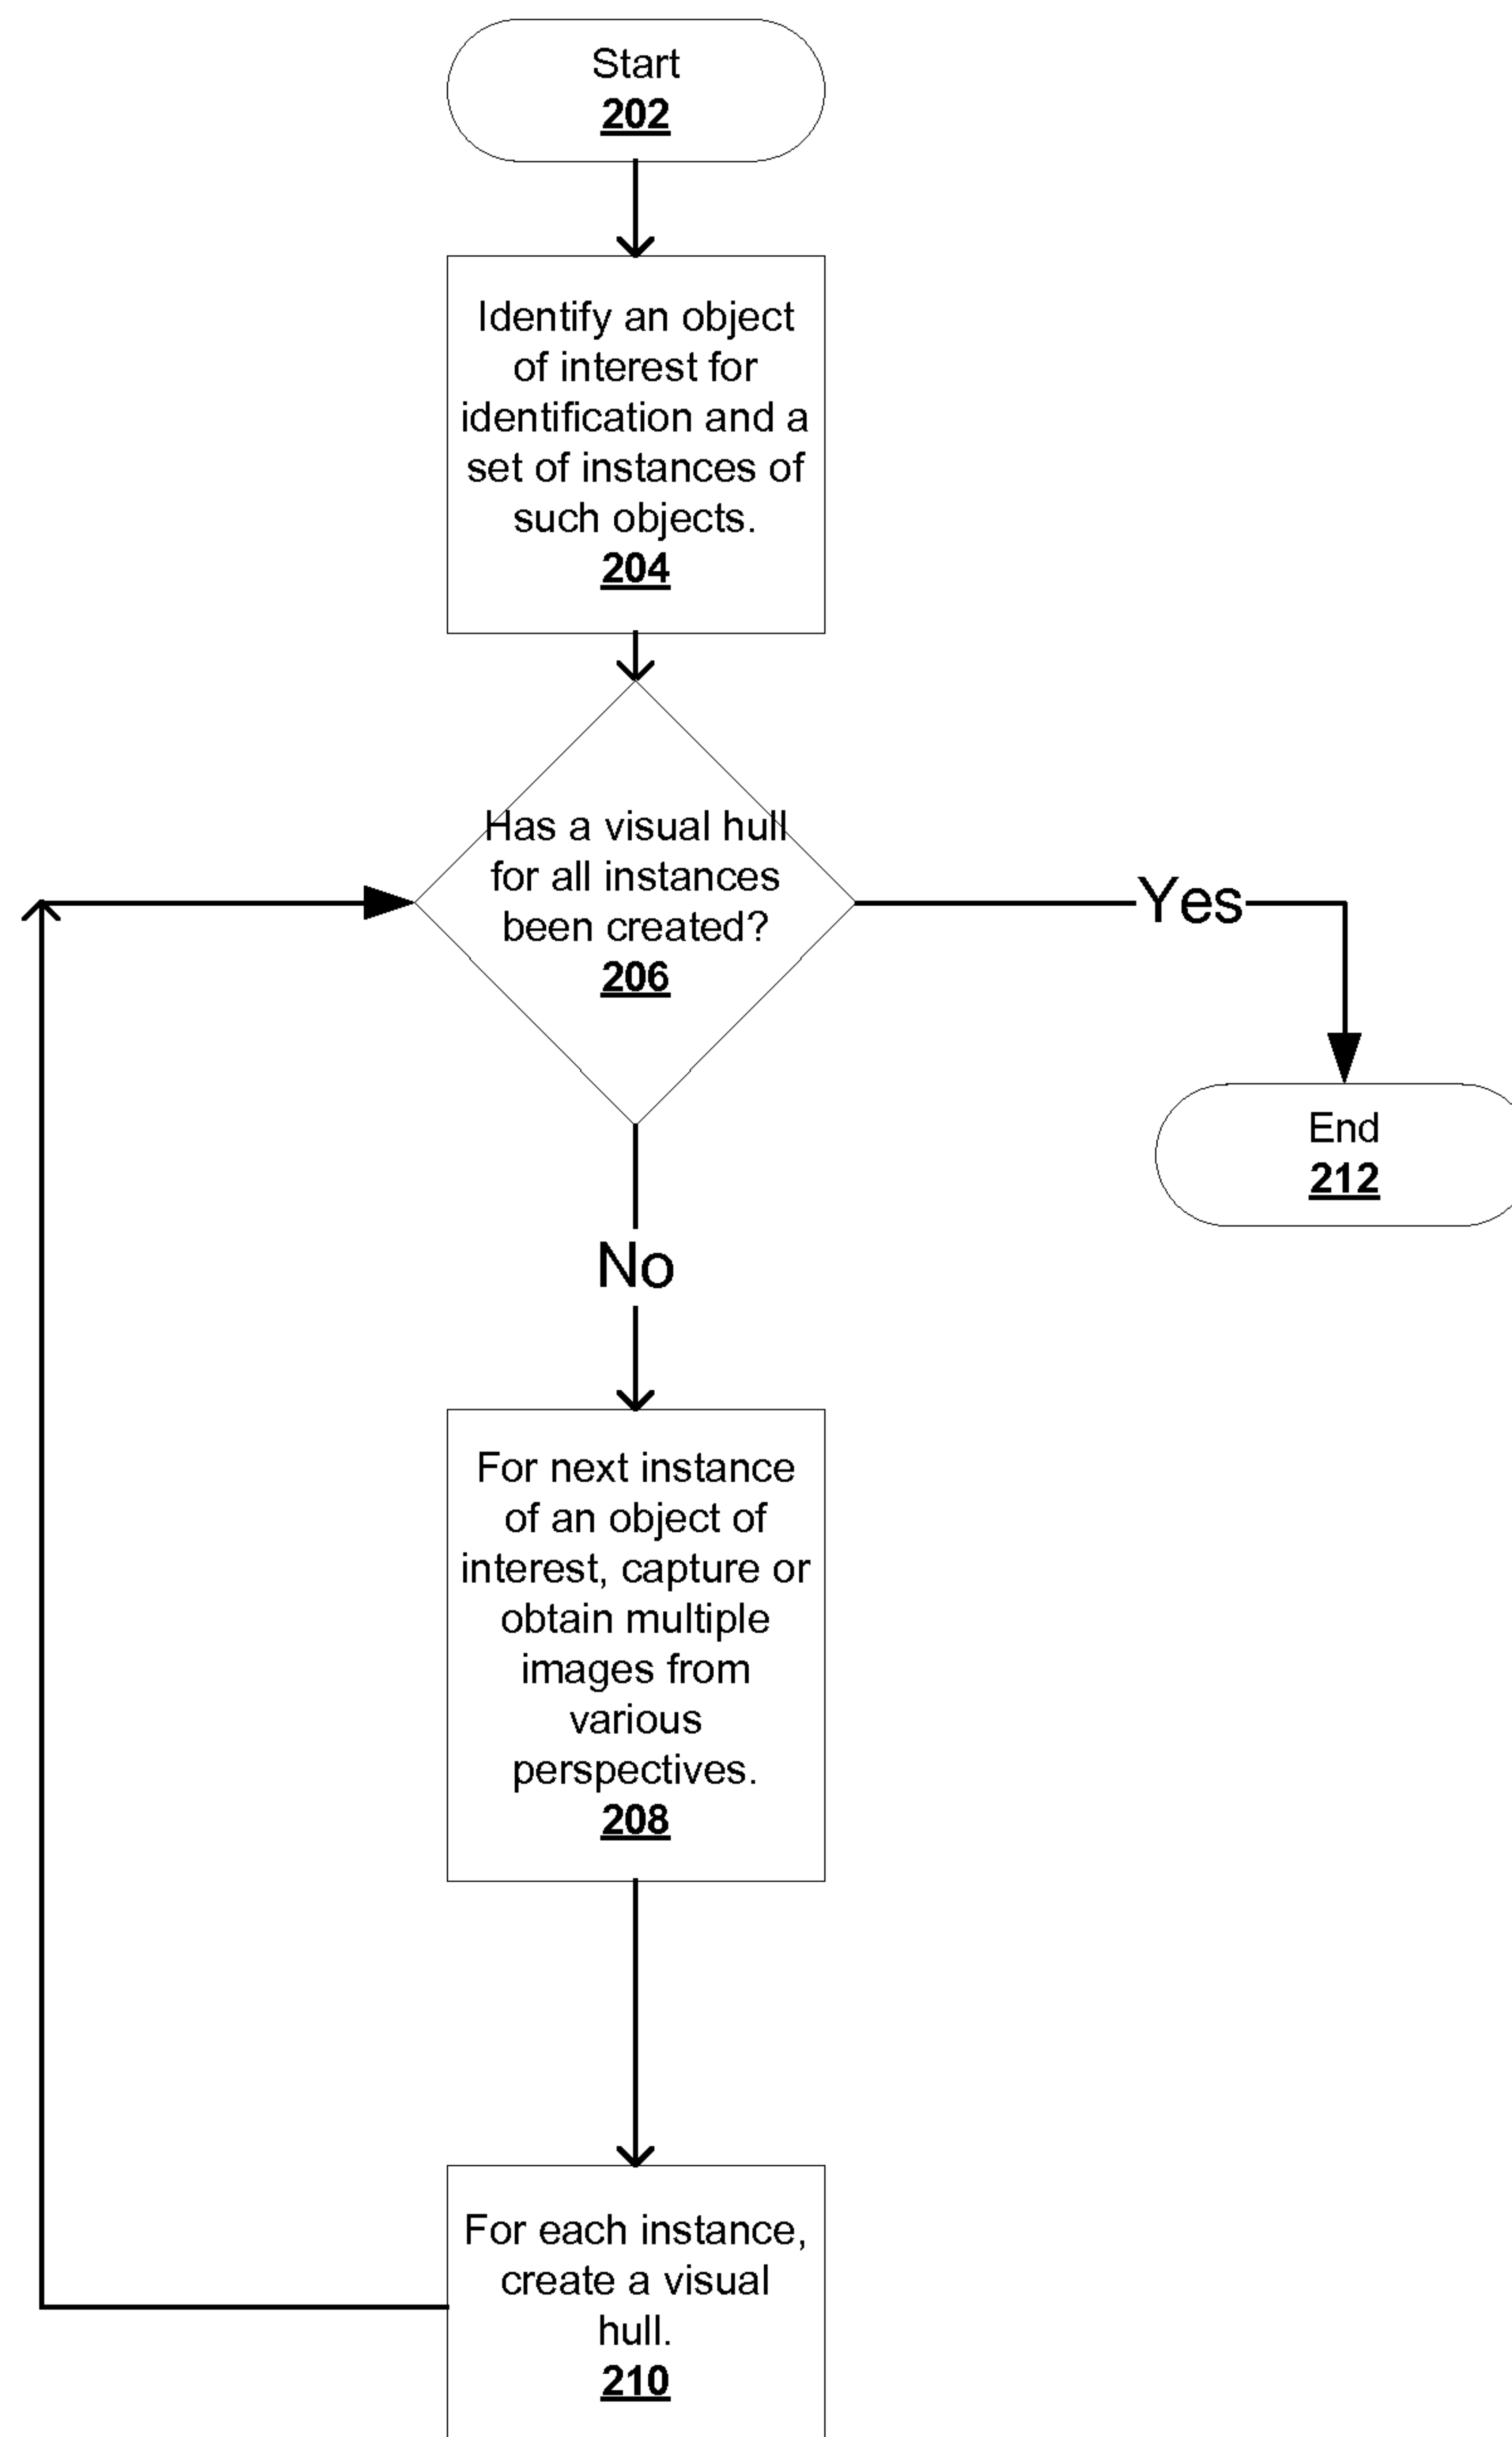 Start
202
Identify an object
of interest for
identification and a
set of instances of
such objects.
204
Has a visual hull
for all instances
been created?
206
Yes
End
212
No
For next instance
of an object of
interest, capture or
obtain multiple
images from
various
perspectives.
208
For each instance,
create a visual
hull.
210